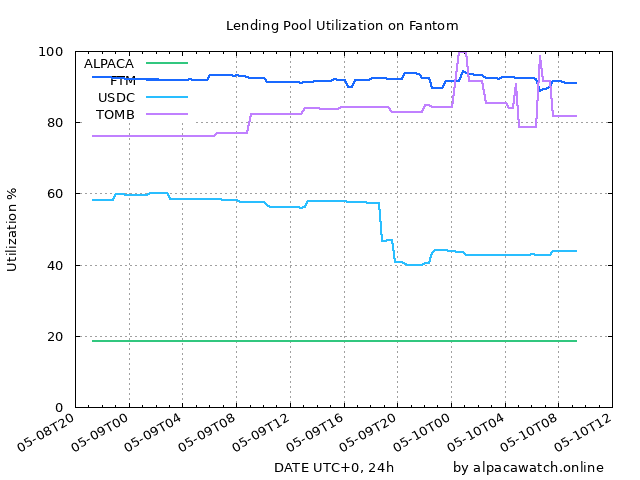 Lending Pool Utilization on Fantom
100
80
60
40
20
0
Utilization %
ALPACA
FTM
USDC
TOMB
05-08T20
05-09T00
05-09T04
05-09T08
05-09T12
05-09T16
05-09T20
05-10T00
05-10T04
05-10T08
05-10T12
DATE UTC+0, 24h
by alpacawatch.online